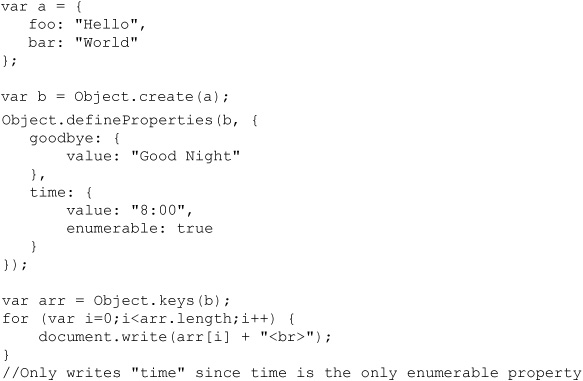 var a = {
   foo: "Hello",
   bar: "World"
};

var b = Object.create(a);
Object.defineProperties(b, {
   goodbye: {
       value: "Good Night"
   },
   time: {
       value: "8:00",
       enumerable: true
   }
});

var arr = Object.keys(b);
for (var i=0;i<arr.length;i++) {
    document.write(arr[i] + "<br>");
}
//Only writes "time" since time is the only enumerable property